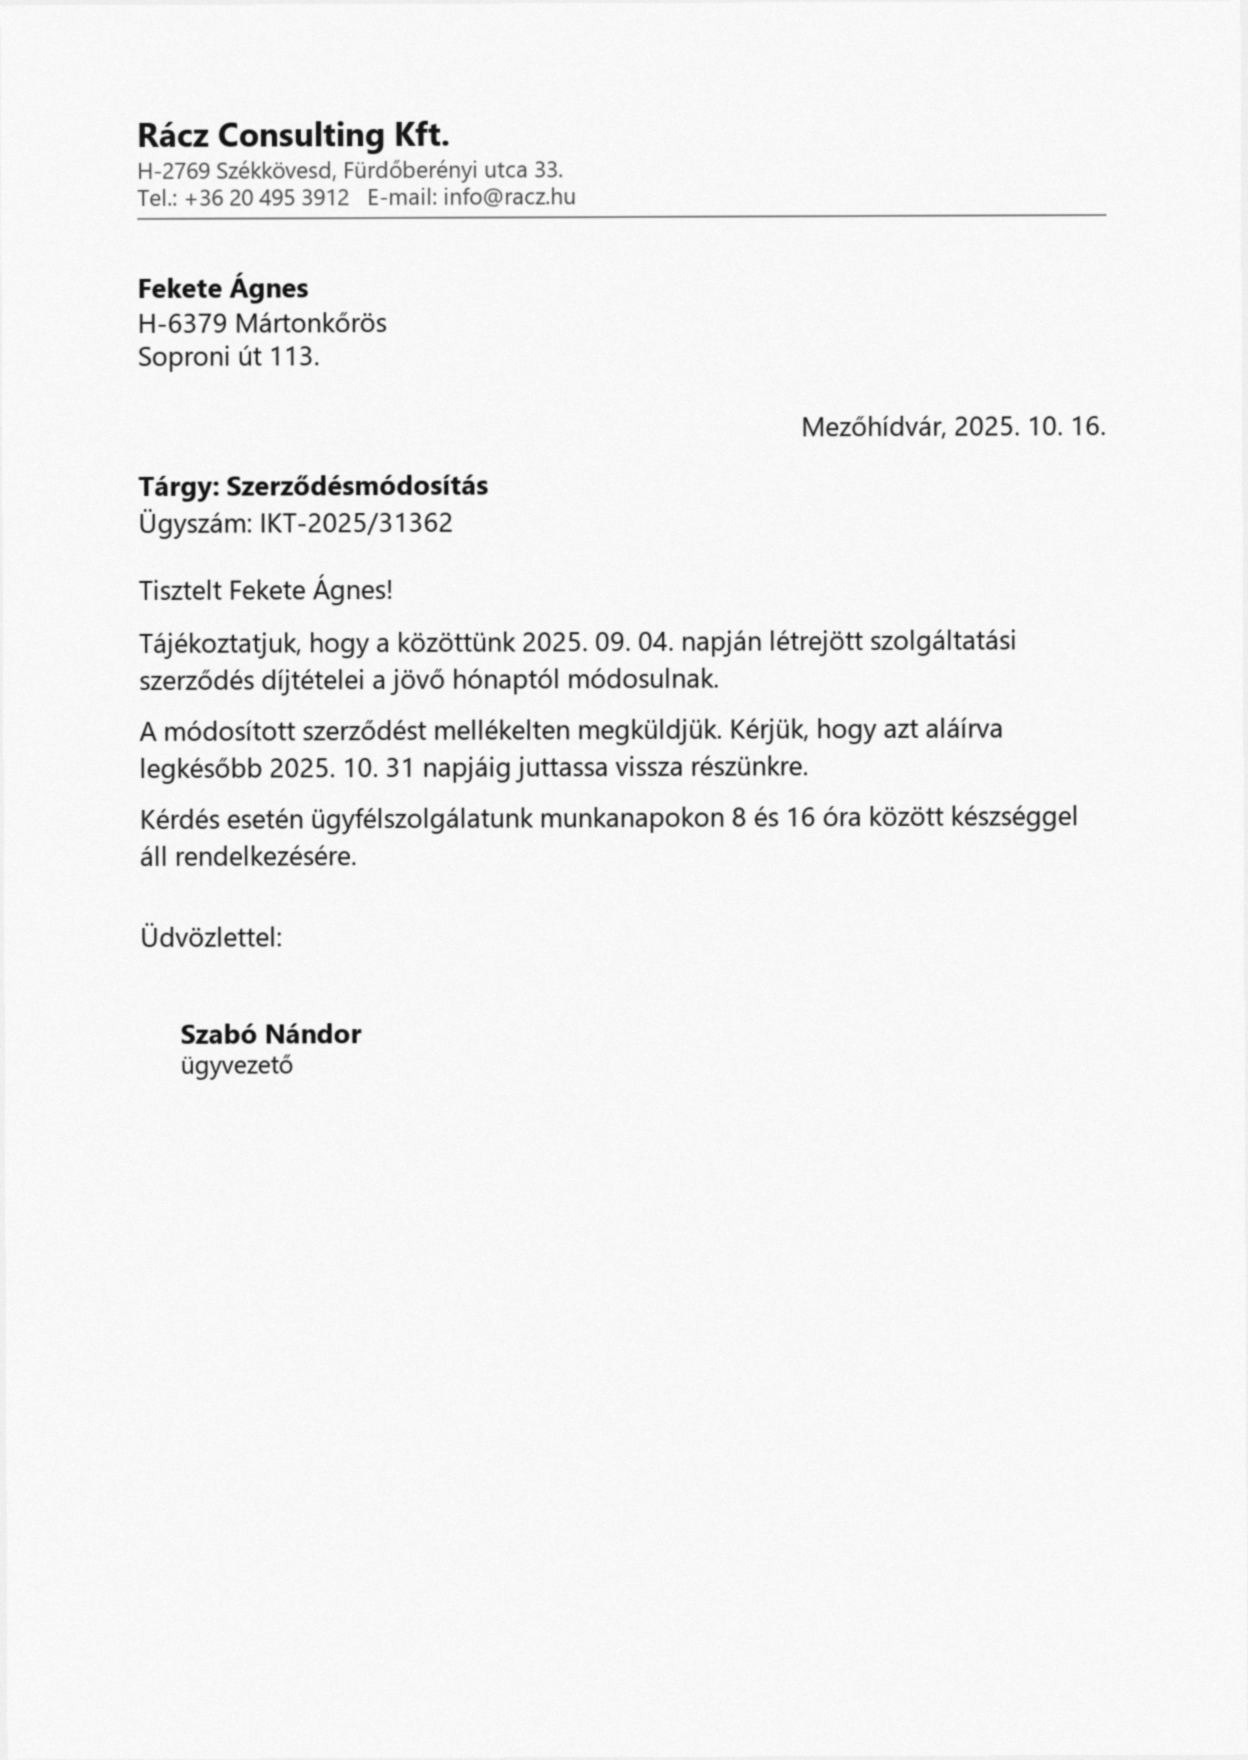 Rácz Consulting Kft.
H-2769 Székkövesd, Fürdőberényi utca 33.
Tel.: +36 20 495 3912 E-mail: info@racz.hu
Fekete Ágnes
H-6379 Mártonkőrös
Soproni út 113.
Mezőhídvár, 2025. 10. 16.
Tárgy: Szerződésmódosítás
Ügyszám: IKT-2025/31362
Tisztelt Fekete Ágnes!
Tájékoztatjuk, hogy a közöttünk 2025. 09. 04. napján létrejött szolgáltatási
szerződés díjtételei a jövő hónaptól módosulnak.
A módosított szerződést mellékelten megküldjük. Kérjük, hogy azt aláírva
legkésőbb 2025. 10. 31 napjáig juttassa vissza részünkre.
Kérdés esetén ügyfélszolgálatunk munkanapokon 8 és 16 óra között készséggel
áll rendelkezésére.
Üdvözlettel:
Szabó Nándor
ügyvezető